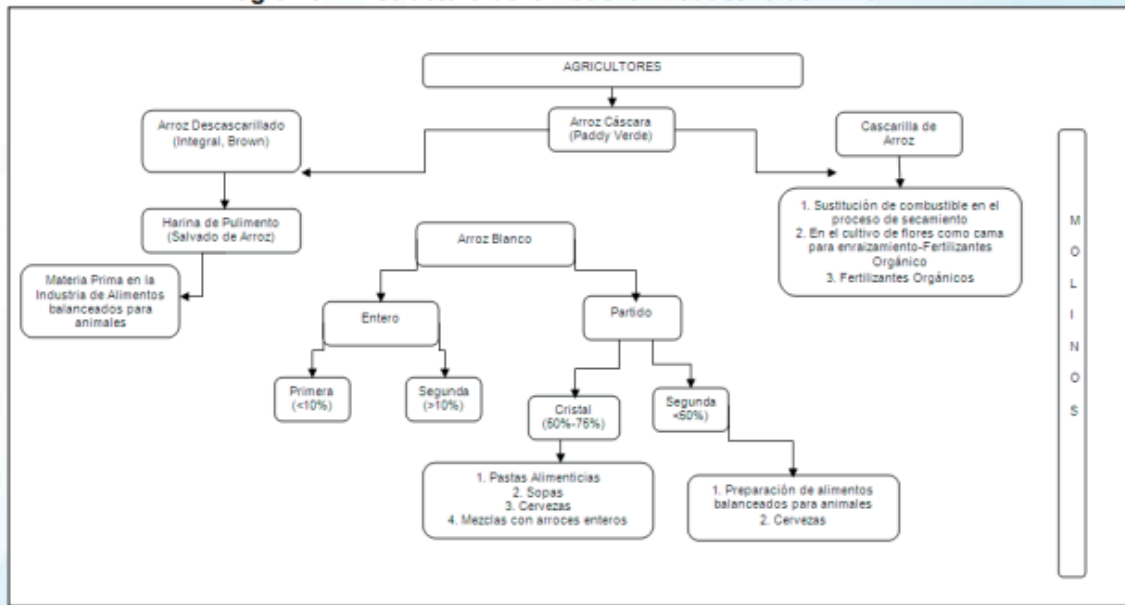 AGRICULTORES
Arroz Descascarillado
(Integral, Brown)
Arroz Cáscara
(Paddy Verde)
Cascarilla de
Arroz
Harina de Pulimento
(Salvado de Arroz)
1. Sustitución de combustible en el
proceso de secamiento
2. En el cultivo de flores como cama
para enraizamiento-Fertilizantes
Orgánico
3. Fertilizantes Orgánicos
Arroz Blanco
Materia Prima en la
Industria de Alimentos
balanceados para
animales
Entero
Partido
Primera
(<10%)
Segunda
(>10%)
Cristal
(50%-75%)
Segunda
<50%)
1. Pastas Alimenticias
2. Sopas
3. Cervezas
4. Mezclas con arroces enteros
1. Preparación de alimentos
balanceados para animales
2. Cervezas
M
O
L
I
N
O
S